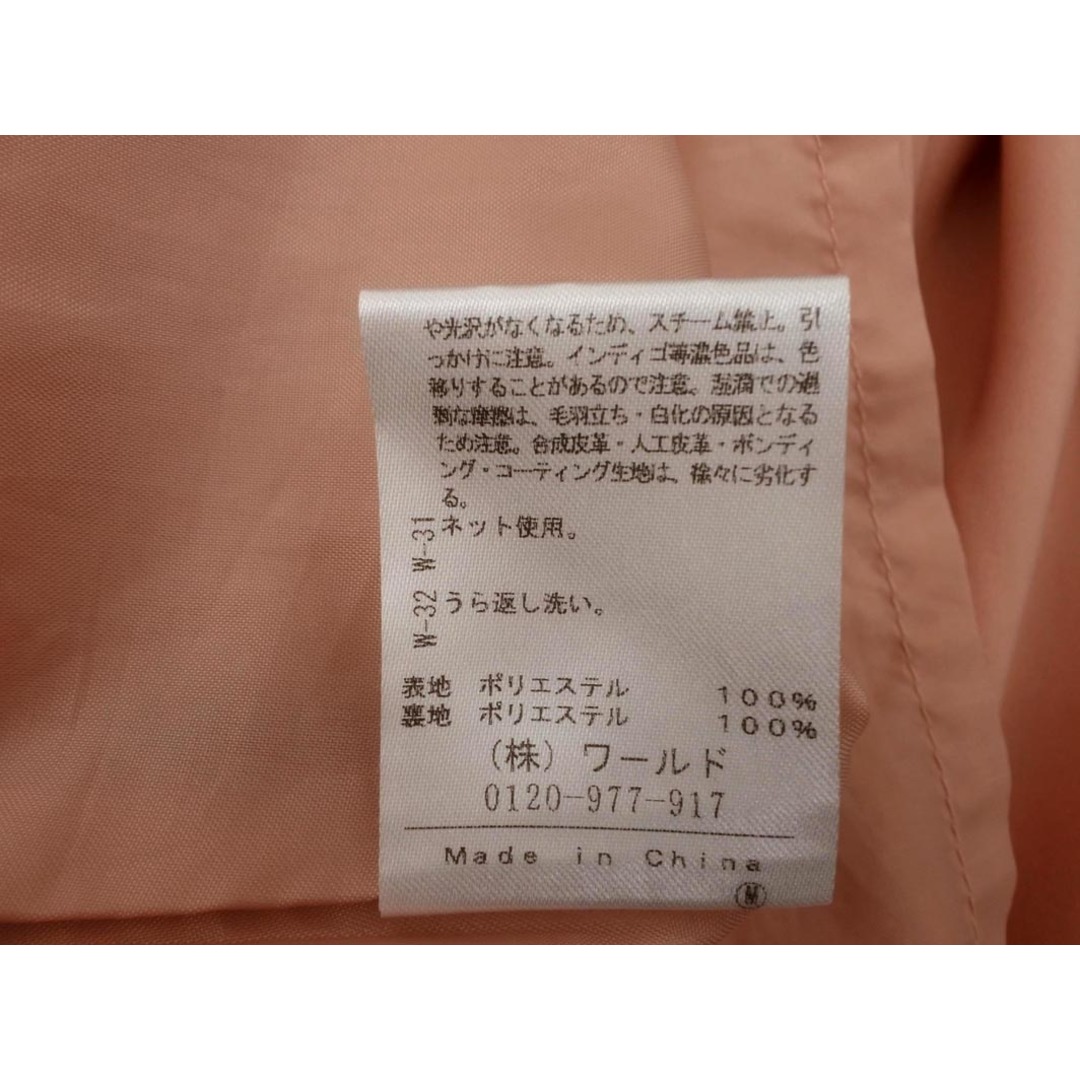 や光沢がなくなるため、スチーム禁止。引
っかけに注意。インディゴ等濃色品は、色
移りすることがあるので注意。湿潤での過
剰な摩擦は、毛羽立ち・白化の原因となる
ため注意。合成皮革・人工皮革・ボンディ
ング・コーティング生地は、徐々に劣化す
る。
W-31 ネット使用。
W-32 うら返し洗い。
表地 ポリエステル 100%
裏地 ポリエステル 100%
(株) ワールド
0120-977-917
Made in China
Ⓜ